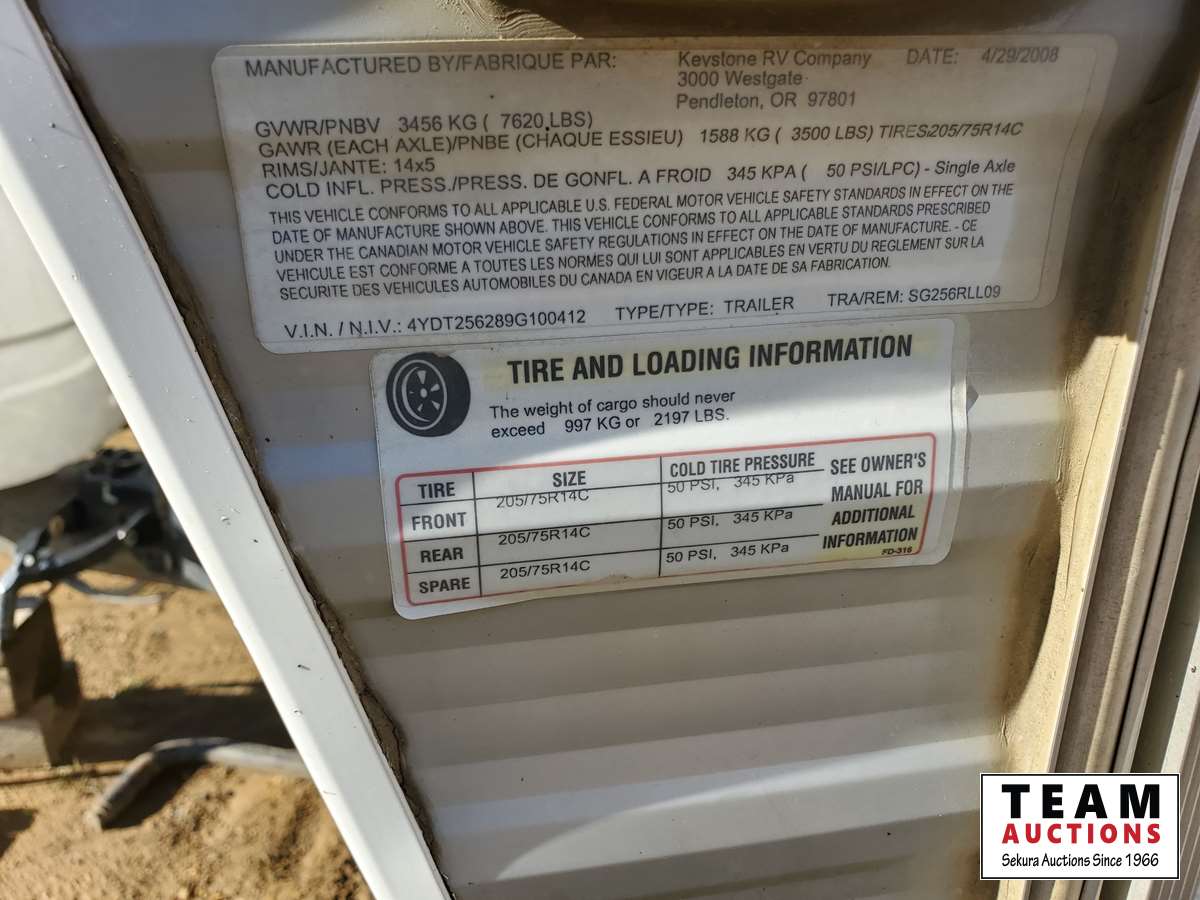 MANUFACTURED BY/FABRIQUE PAR: Keystone RV Company DATE: 4/29/2008
3000 Westgate
Pendleton, OR 97801
GVWR/PNBV 3456 KG ( 7620 LBS)
GAWR (EACH AXLE)/PNBE (CHAQUE ESSIEU) 1588 KG ( 3500 LBS) TIRES205/75R14C
RIMS/JANTE: 14x5
COLD INFL. PRESS./PRESS. DE GONFL. A FROID 345 KPA ( 50 PSI/LPC) - Single Axle
THIS VEHICLE CONFORMS TO ALL APPLICABLE U.S. FEDERAL MOTOR VEHICLE SAFETY STANDARDS IN EFFECT ON THE
DATE OF MANUFACTURE SHOWN ABOVE. THIS VEHICLE CONFORMS TO ALL APPLICABLE STANDARDS PRESCRIBED
UNDER THE CANADIAN MOTOR VEHICLE SAFETY REGULATIONS IN EFFECT ON THE DATE OF MANUFACTURE. - CE
VEHICULE EST CONFORME A TOUTES LES NORMES QUI LUI SONT APPLICABLES EN VERTU DU REGLEMENT SUR LA
SECURITE DES VEHICULES AUTOMOBILES DU CANADA EN VIGEUR A LA DATE DE SA FABRICATION.
V.I.N. / N.I.V.: 4YDT256289G100412 TYPE/TYPE: TRAILER TRA/REM: SG256RLL09
TIRE AND LOADING INFORMATION
The weight of cargo should never
exceed 997 KG or 2197 LBS.
TIRE SIZE COLD TIRE PRESSURE
FRONT 205/75R14C 50 PSI, 345 KPa
REAR 205/75R14C 50 PSI, 345 KPa
SPARE 205/75R14C 50 PSI, 345 KPa
SEE OWNER'S
MANUAL FOR
ADDITIONAL
INFORMATION
FD-316
TEAM
AUCTIONS
Sekura Auctions Since 1966